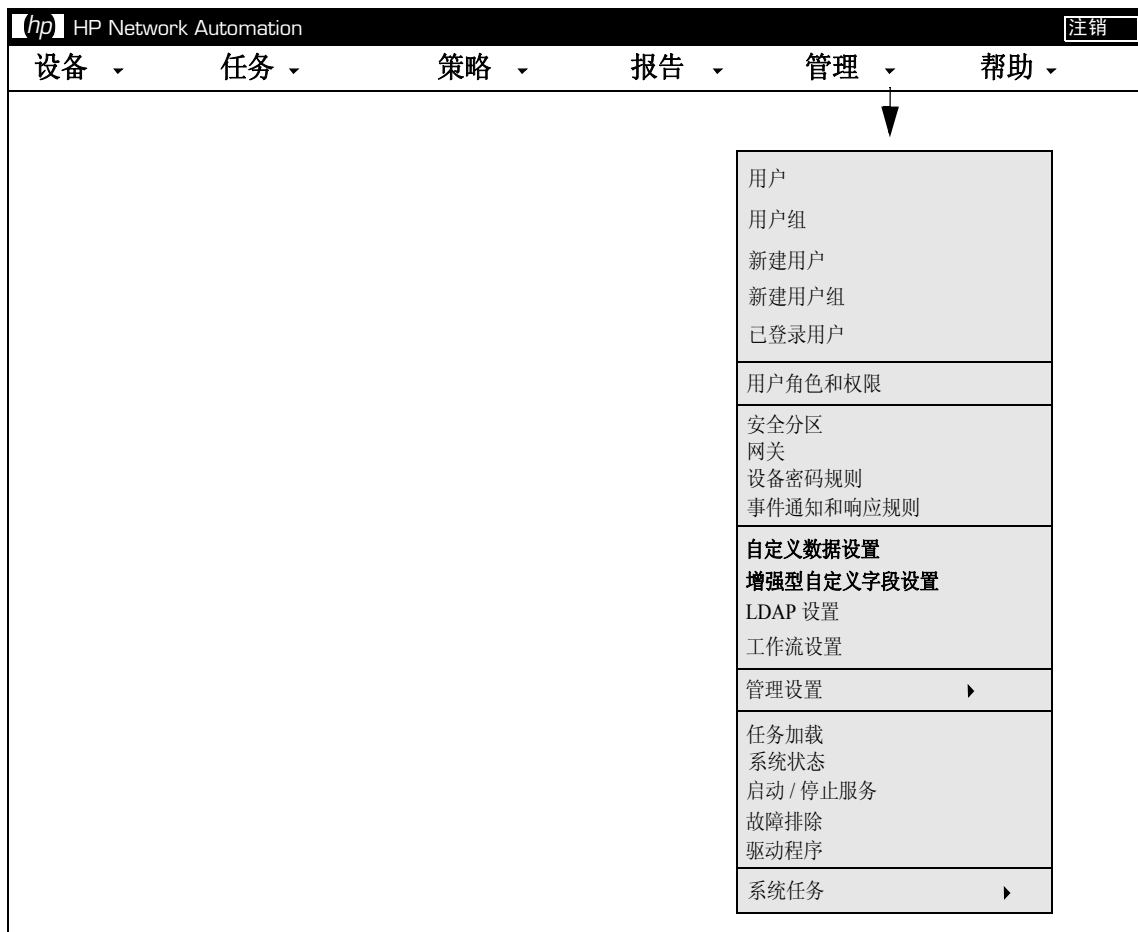 hp HP Network Automation 注销
设备 任务 策略 报告 管理 帮助
用户
用户组
新建用户
新建用户组
已登录用户
用户角色和权限
安全分区
网关
设备密码规则
事件通知和响应规则
自定义数据设置
增强型自定义字段设置
LDAP 设置
工作流设置
管理设置
任务加载
系统状态
启动 / 停止服务
故障排除
驱动程序
系统任务